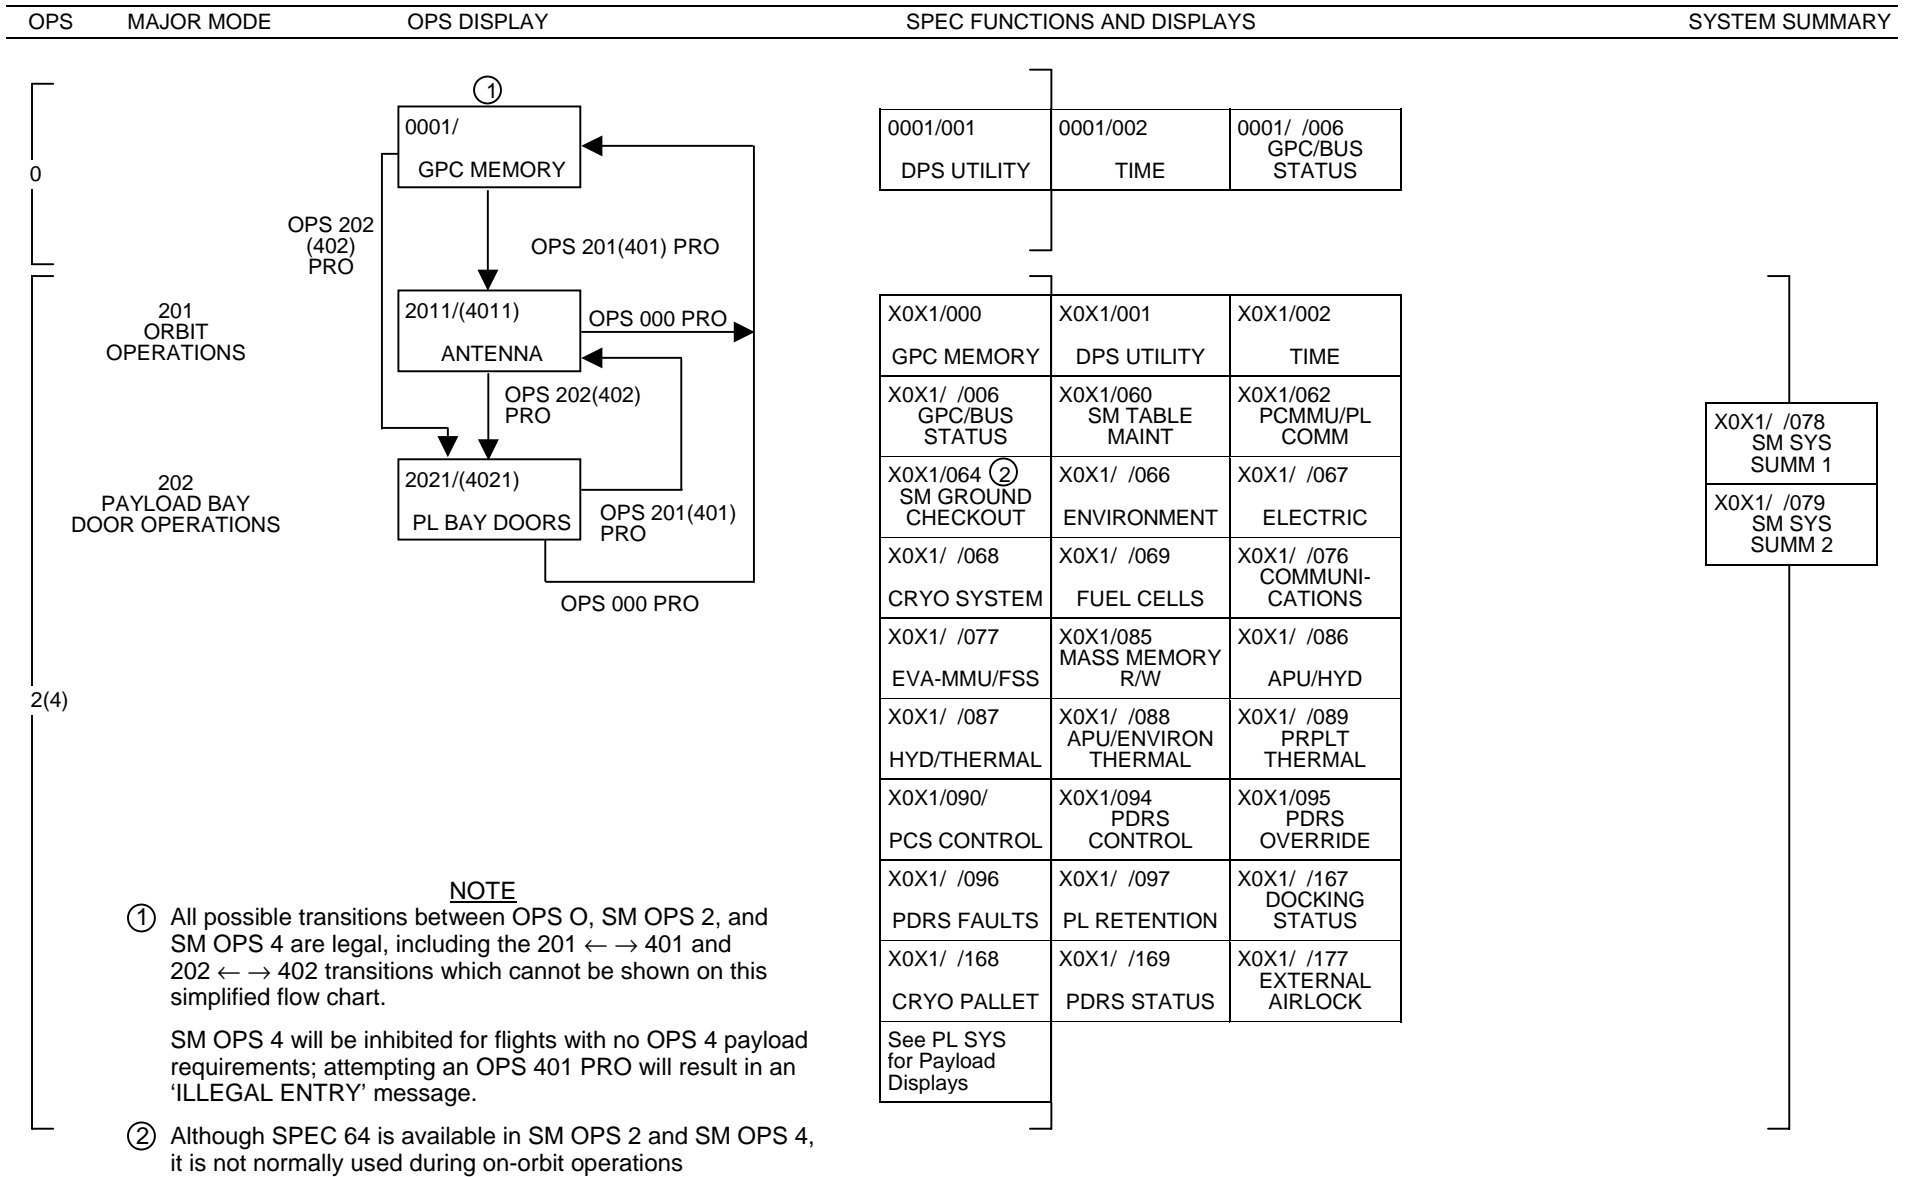 OPS MAJOR MODE OPS DISPLAY SPEC FUNCTIONS AND DISPLAYS SYSTEM SUMMARY
0
2(4)
201
ORBIT
OPERATIONS
202
PAYLOAD BAY
DOOR OPERATIONS
1
0001/
GPC MEMORY
OPS 202
(402)
PRO
OPS 201(401) PRO
2011/(4011)
ANTENNA
OPS 000 PRO
OPS 202(402)
PRO
2021/(4021)
PL BAY DOORS
OPS 201(401)
PRO
OPS 000 PRO
0001/001
DPS UTILITY
0001/002
TIME
0001/ /006
GPC/BUS
STATUS
X0X1/000
GPC MEMORY
X0X1/001
DPS UTILITY
X0X1/002
TIME
X0X1/ /006
GPC/BUS
STATUS
X0X1/060
SM TABLE
MAINT
X0X1/062
PCMMU/PL
COMM
X0X1/064 2
SM GROUND
CHECKOUT
X0X1/ /066
ENVIRONMENT
X0X1/ /067
ELECTRIC
X0X1/ /068
CRYO SYSTEM
X0X1/ /069
FUEL CELLS
X0X1/ /076
COMMUNI-
CATIONS
X0X1/ /077
EVA-MMU/FSS
X0X1/085
MASS MEMORY
R/W
X0X1/ /086
APU/HYD
X0X1/ /087
HYD/THERMAL
X0X1/ /088
APU/ENVIRON
THERMAL
X0X1/ /089
PRPLT
THERMAL
X0X1/090/
PCS CONTROL
X0X1/094
PDRS
CONTROL
X0X1/095
PDRS
OVERRIDE
X0X1/ /096
PDRS FAULTS
X0X1/ /097
PL RETENTION
X0X1/ /167
DOCKING
STATUS
X0X1/ /168
CRYO PALLET
X0X1/ /169
PDRS STATUS
X0X1/ /177
EXTERNAL
AIRLOCK
See PL SYS
for Payload
Displays
X0X1/ /078
SM SYS
SUMM 1
X0X1/ /079
SM SYS
SUMM 2
NOTE
1 All possible transitions between OPS O, SM OPS 2, and
SM OPS 4 are legal, including the 201 ← → 401 and
202 ← → 402 transitions which cannot be shown on this
simplified flow chart.
SM OPS 4 will be inhibited for flights with no OPS 4 payload
requirements; attempting an OPS 401 PRO will result in an
‘ILLEGAL ENTRY’ message.
2 Although SPEC 64 is available in SM OPS 2 and SM OPS 4,
it is not normally used during on-orbit operations